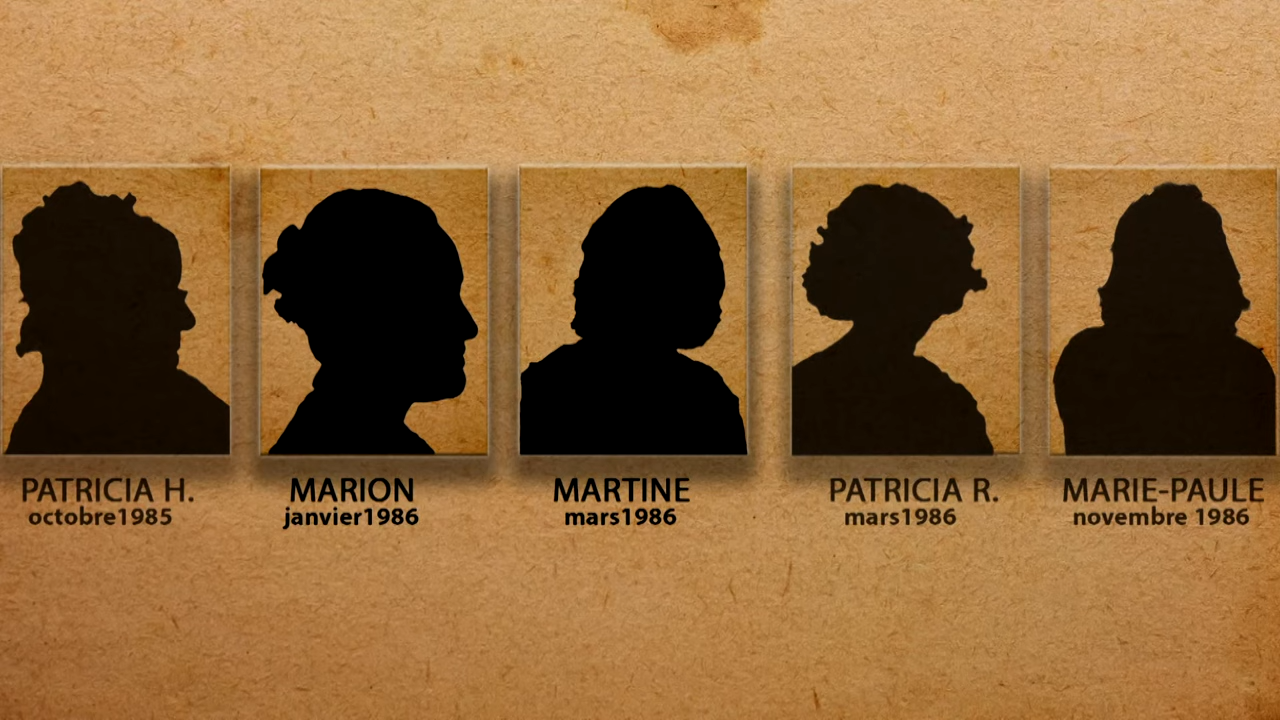 PATRICIA H.
octobre1985
MARION
janvier1986
MARTINE
mars1986
PATRICIA R.
mars1986
MARIE-PAULE
novembre 1986